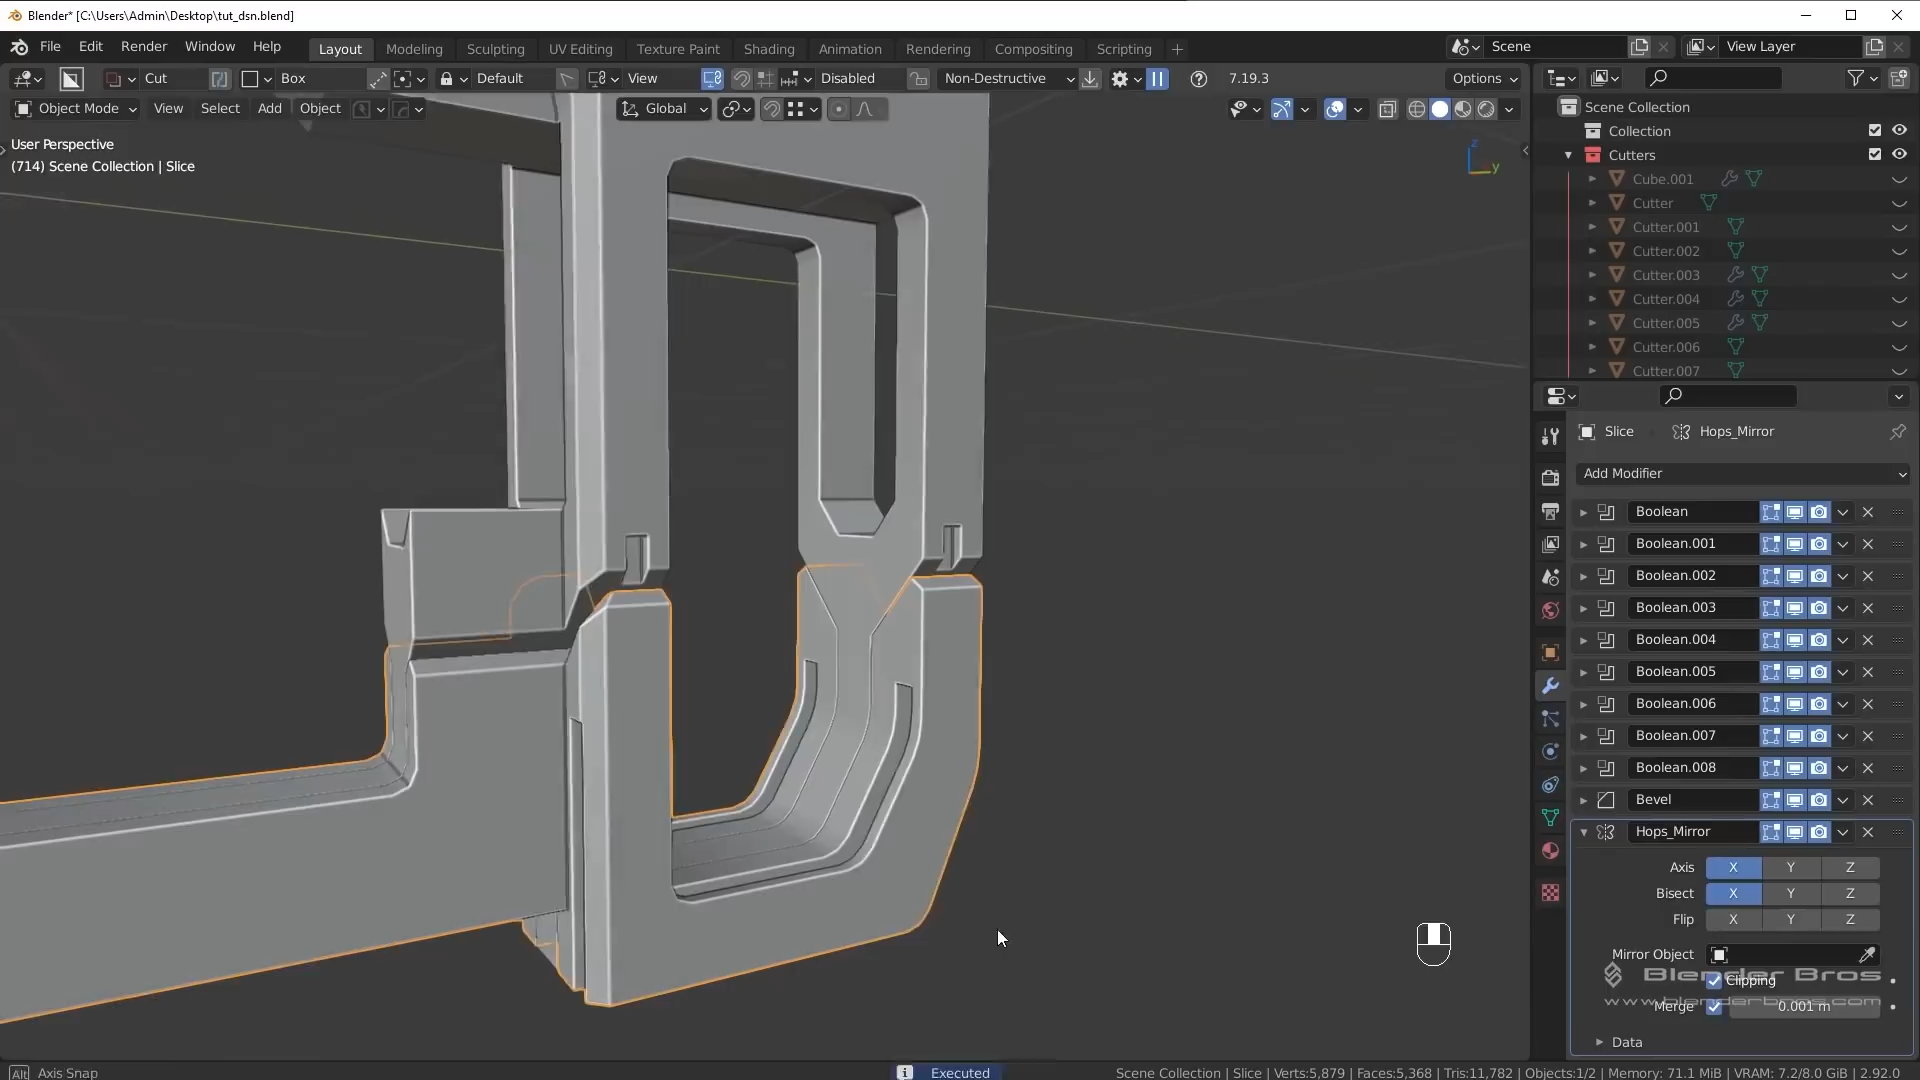 Blender* [C:\Users\Admin\Desktop\tut_dsn.blend]
File Edit Render Window Help Layout Modeling Sculpting UV Editing Texture Paint Shading Animation Rendering Compositing Scripting + Scene View Layer
Cut Box Default View Disabled Non-Destructive 7.19.3 Options
Object Mode View Select Add Object Global
User Perspective
(714) Scene Collection | Slice
z
y
Scene Collection
Collection
Cutters
Cube.001
Cutter
Cutter.001
Cutter.002
Cutter.003
Cutter.004
Cutter.005
Cutter.006
Cutter.007
Slice Hops_Mirror
Add Modifier
Boolean
Boolean.001
Boolean.002
Boolean.003
Boolean.004
Boolean.005
Boolean.006
Boolean.007
Boolean.008
Bevel
Hops_Mirror
Axis X Y Z
Bisect X Y Z
Flip X Y Z
Mirror Object
Blender Bros
Clipping
www.blenderbros.com
Merge 0.001 m
Data
Alt Axis Snap
Executed
Scene Collection | Slice | Verts:5,879 | Faces:5,368 | Tris:11,782 | Objects:1/2 | Memory: 71.1 MiB | VRAM: 7.2/8.0 GiB | 2.92.0